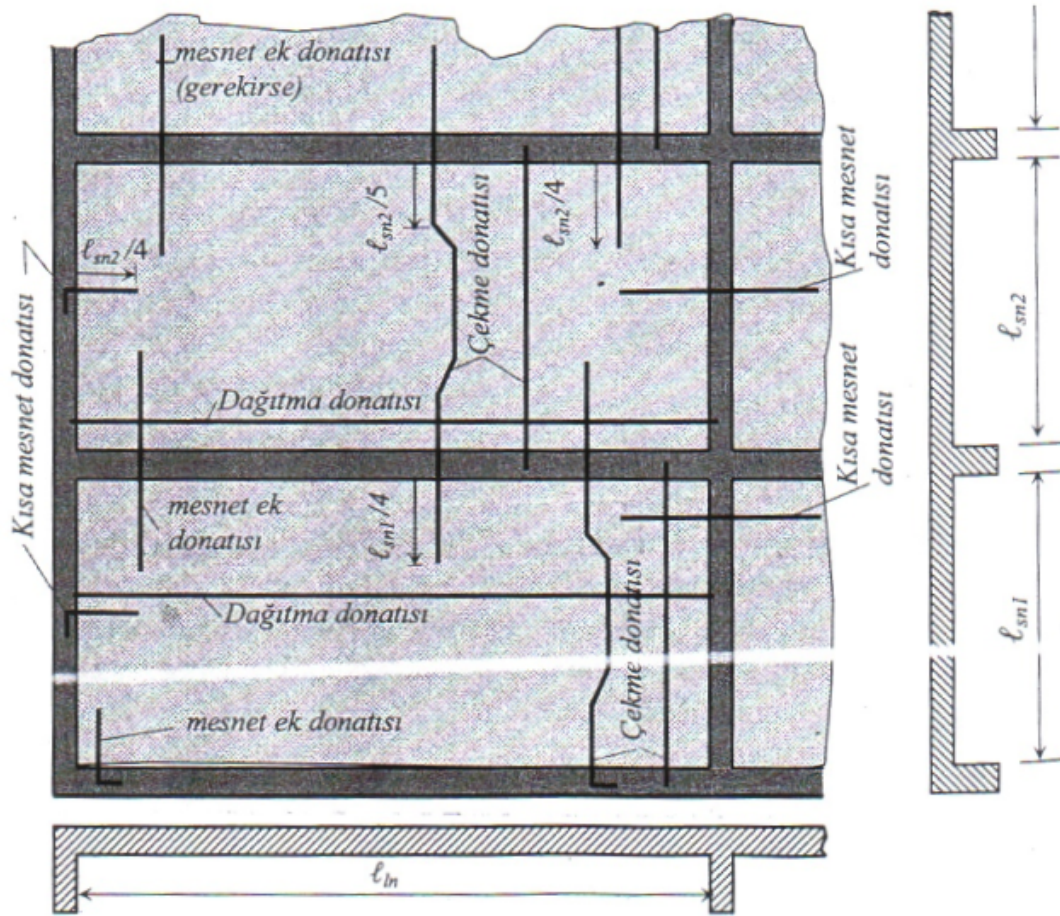 mesnet ek donatısı
(gerekirse)
ℓsn2/5
ℓsn2/4
ℓsn2/4
Çekme donatısı
Kısa mesnet
donatısı
Kısa mesnet donatısı
Dağıtma donatısı
Kısa mesnet
donatısı
mesnet ek
donatısı
ℓsn1/4
Dağıtma donatısı
Çekme donatısı
mesnet ek donatısı
ℓsn2
ℓsn1
ℓln